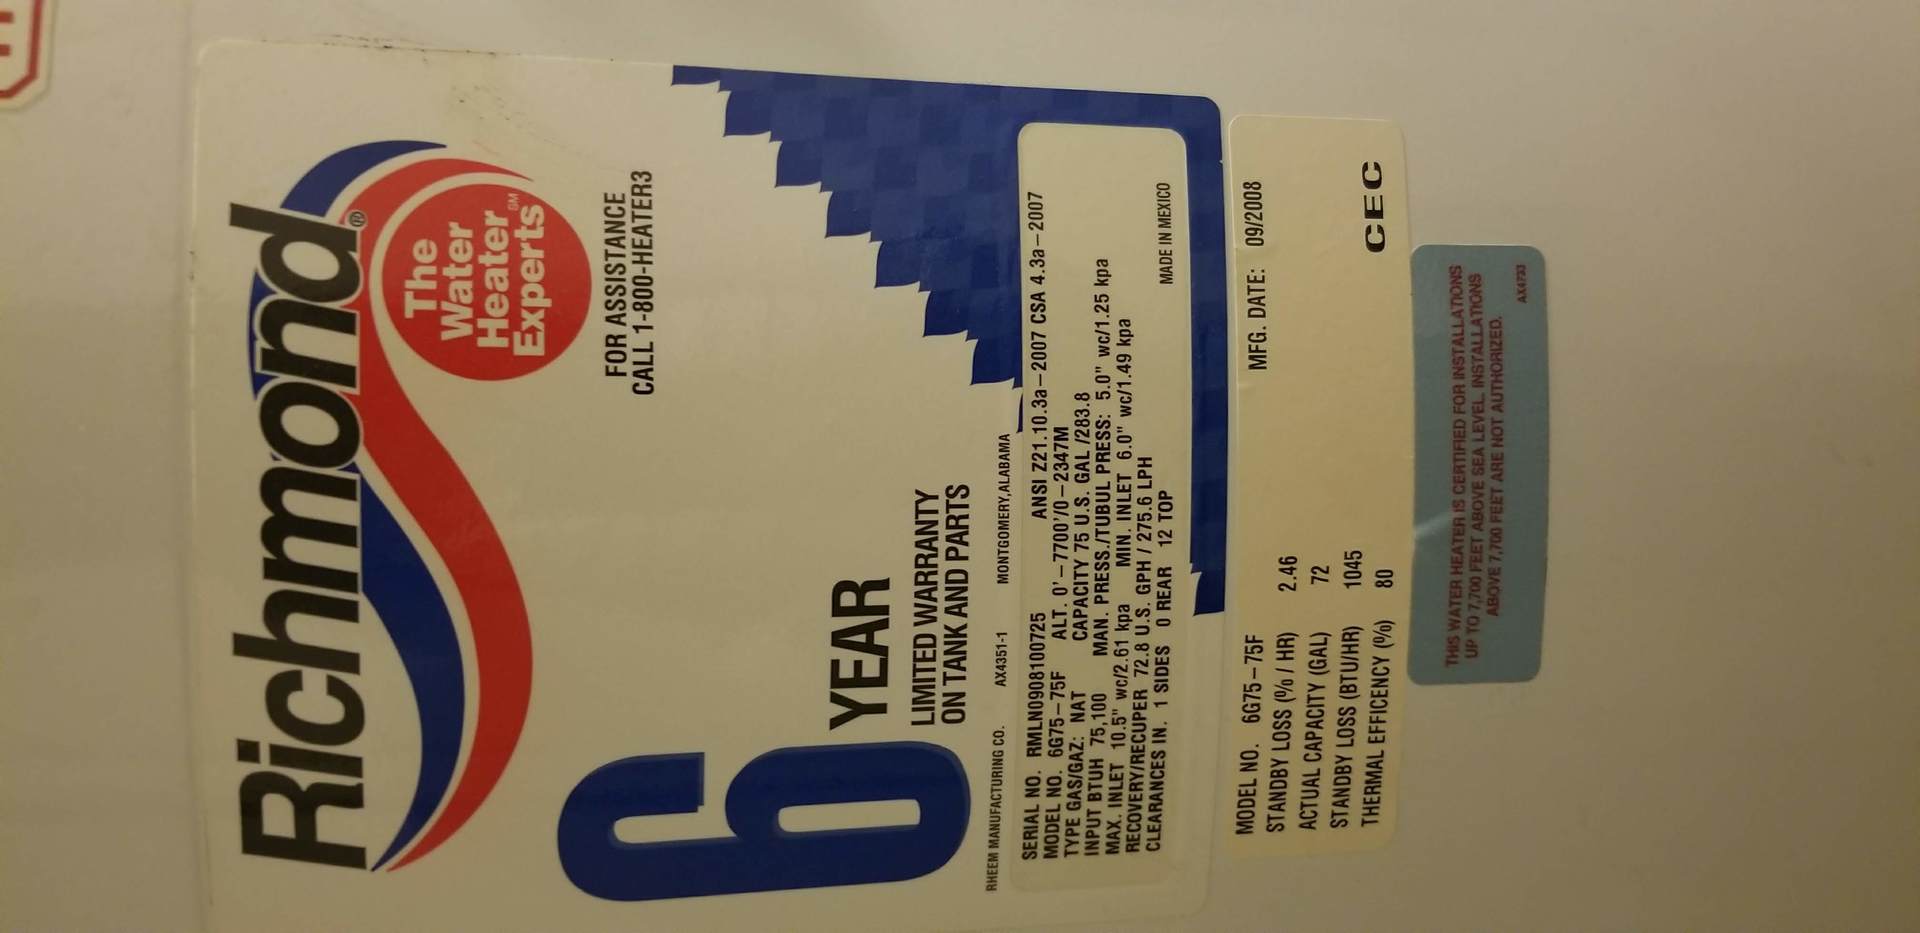 Richmond®
The
Water
Heater
Experts℠
FOR ASSISTANCE
CALL 1-800-HEATER3
6 YEAR
LIMITED WARRANTY
ON TANK AND PARTS
RHEEM MANUFACTURING CO. AX4351-1 MONTGOMERY, ALABAMA
SERIAL NO. RMLN0908100725 ANSI Z21.10.3a-2007 CSA 4.3a-2007
MODEL NO. 6G75-75F ALT. 0'-7700'/0-2347M
TYPE GAS/GAZ: NAT CAPACITY 75 U.S. GAL /283.8
INPUT BTUH 75,100 MAN. PRESS./TUBUL PRESS: 5.0" wc/1.25 kpa
MAX. INLET 10.5" wc/2.61 kpa MIN. INLET 6.0" wc/1.49 kpa
RECOVERY/RECUPER 72.8 U.S. GPH / 275.6 LPH
CLEARANCES IN. 1 SIDES 0 REAR 12 TOP
MADE IN MEXICO
MODEL NO. 6G75-75F MFG. DATE: 09/2008
STANDBY LOSS (% / HR) 2.46
ACTUAL CAPACITY (GAL) 72
STANDBY LOSS (BTU/HR) 1045
THERMAL EFFICENCY (%) 80
CEC
THIS WATER HEATER IS CERTIFIED FOR INSTALLATIONS
UP TO 7,700 FEET ABOVE SEA LEVEL. INSTALLATIONS
ABOVE 7,700 FEET ARE NOT AUTHORIZED.
AX4733